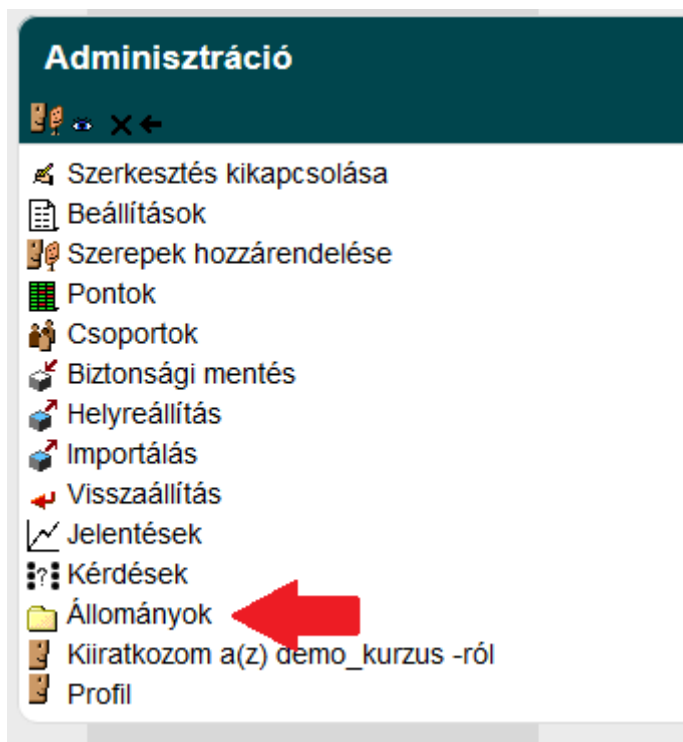 Adminisztráció
Szerkesztés kikapcsolása
Beállítások
Szerepek hozzárendelése
Pontok
Csoportok
Biztonsági mentés
Helyreállítás
Importálás
Visszaállítás
Jelentések
Kérdések
Állományok
Kiiratkozom a(z) demo_kurzus -ról
Profil